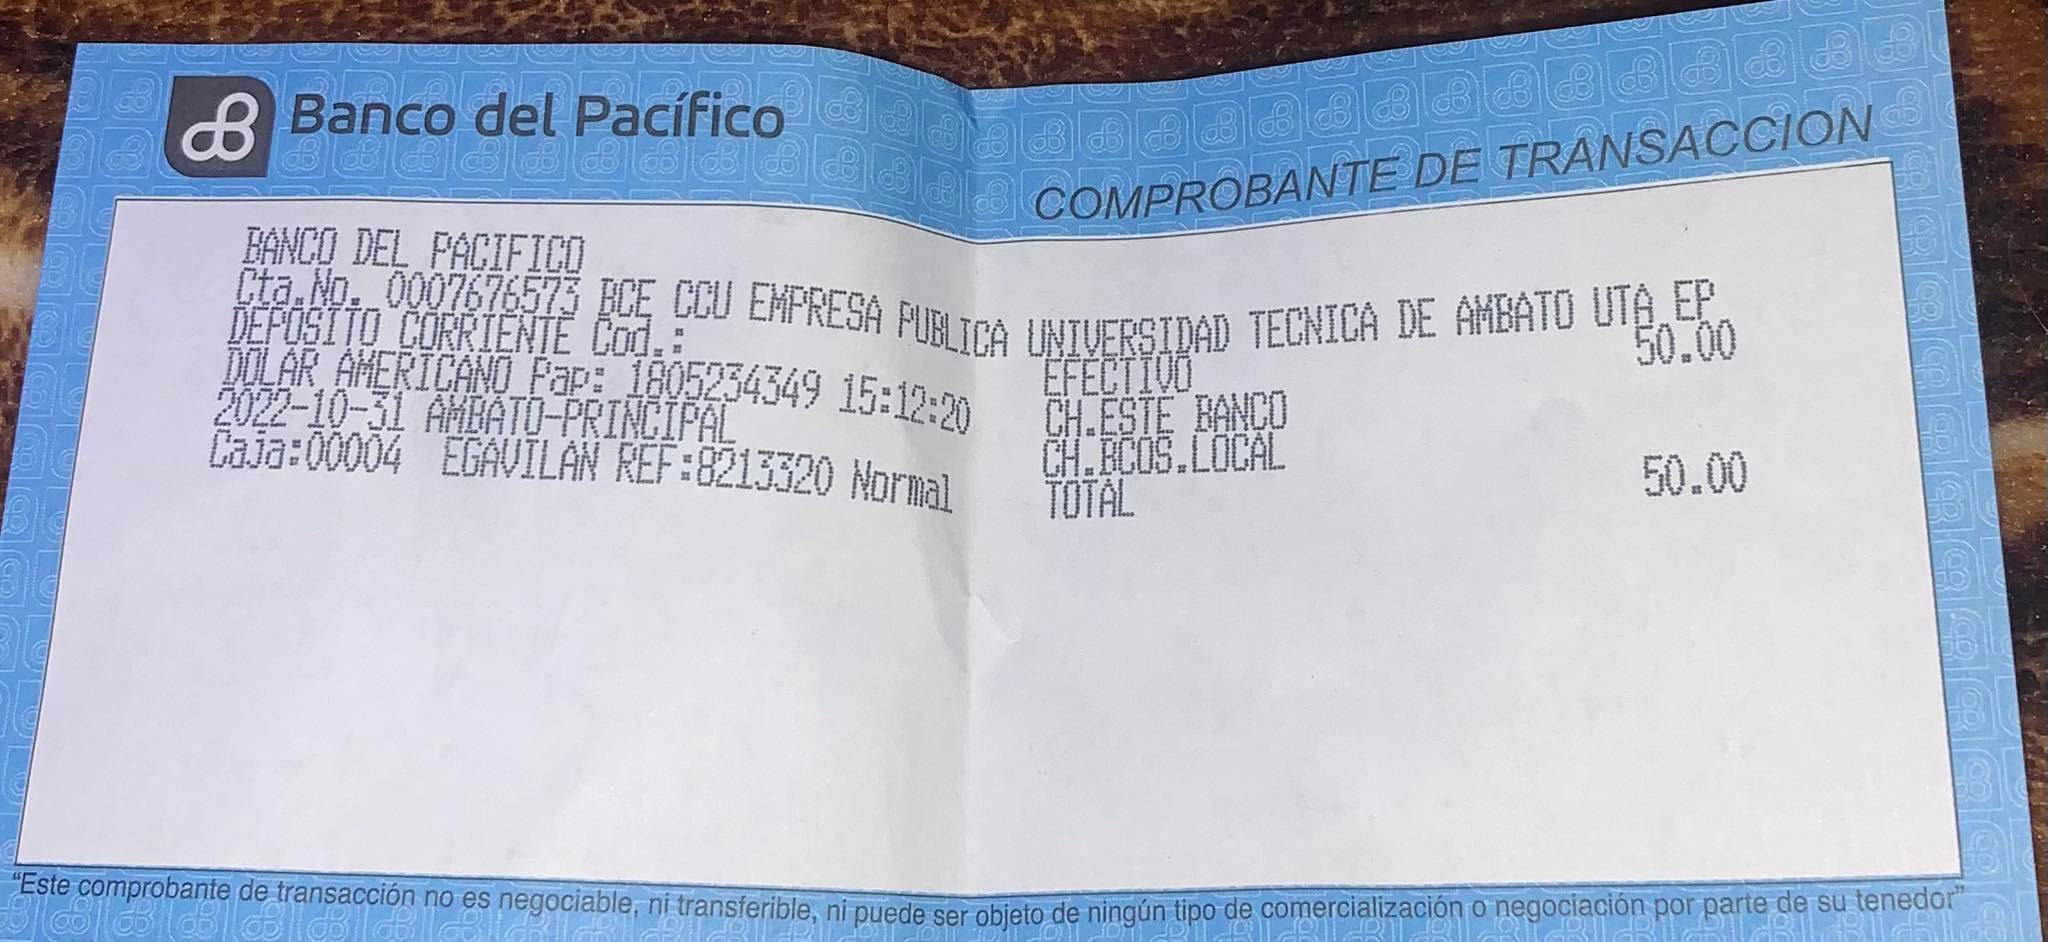 Banco del Pacífico
COMPROBANTE DE TRANSACCION
BANCO DEL PACIFICO
Cta.No. 0007676573 BCE CCU EMPRESA PUBLICA UNIVERSIDAD TECNICA DE AMBATO UTA EP
DEPOSITO CORRIENTE Cod.: EFECTIVO 50.00
DOLAR AMERICANO Pap: 1805234349 15:12:20 CH.ESTE BANCO
2022-10-31 AMBATO-PRINCIPAL CH.BCOS.LOCAL
Caja:00004 EGAVILAN REF:8213320 Normal TOTAL 50.00
"Este comprobante de transacción no es negociable, ni transferible, ni puede ser objeto de ningún tipo de comercialización o negociación por parte de su tenedor"